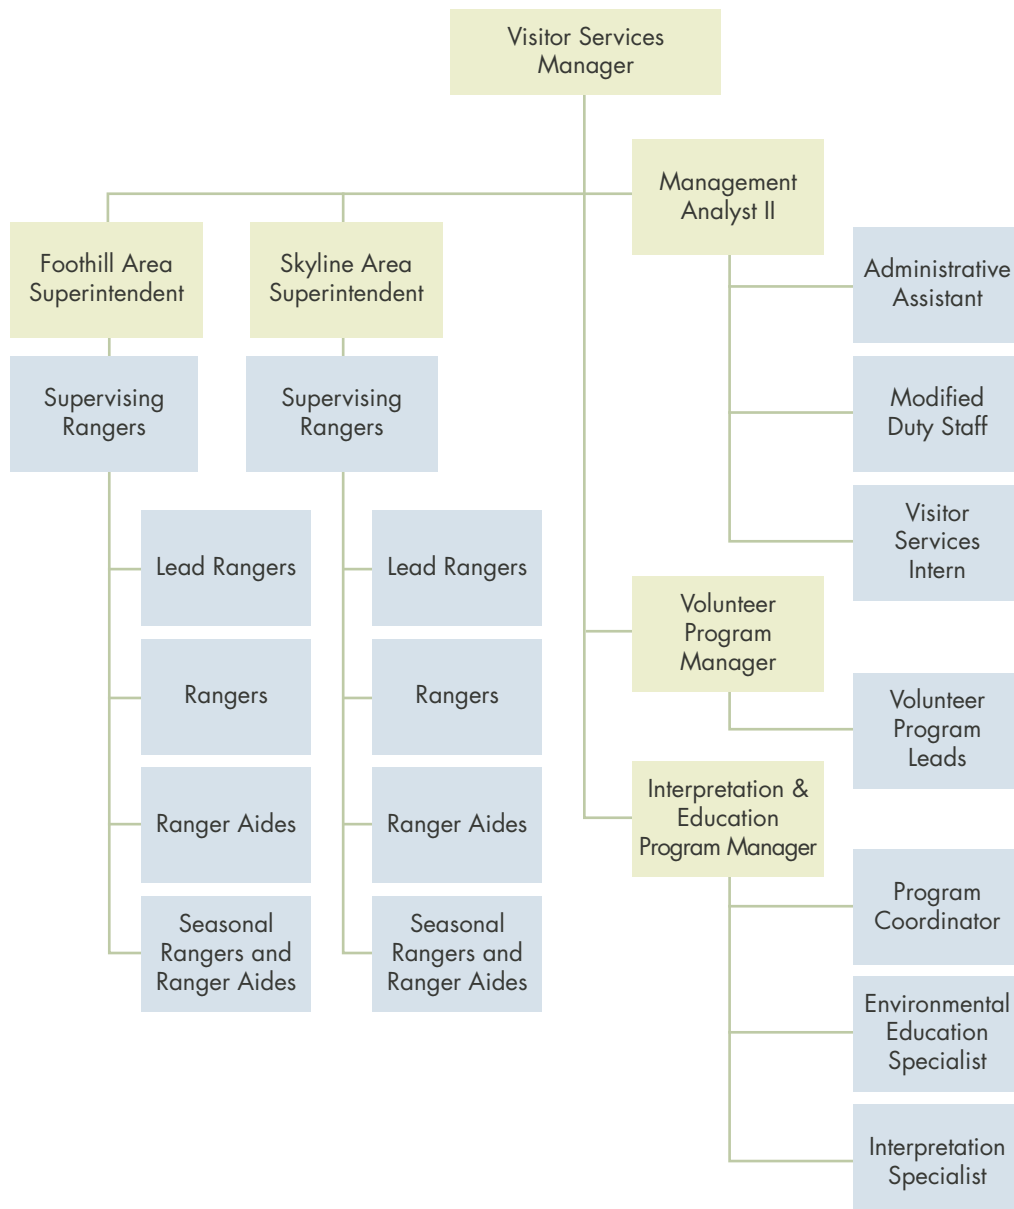 Visitor Services
Manager
Management
Analyst II
Foothill Area
Superintendent
Skyline Area
Superintendent
Administrative
Assistant
Supervising
Rangers
Supervising
Rangers
Modified
Duty Staff
Visitor
Services
Intern
Lead Rangers
Lead Rangers
Volunteer
Program
Manager
Rangers
Rangers
Volunteer
Program
Leads
Interpretation &
Education
Program Manager
Ranger Aides
Ranger Aides
Program
Coordinator
Seasonal
Rangers and
Ranger Aides
Seasonal
Rangers and
Ranger Aides
Environmental
Education
Specialist
Interpretation
Specialist